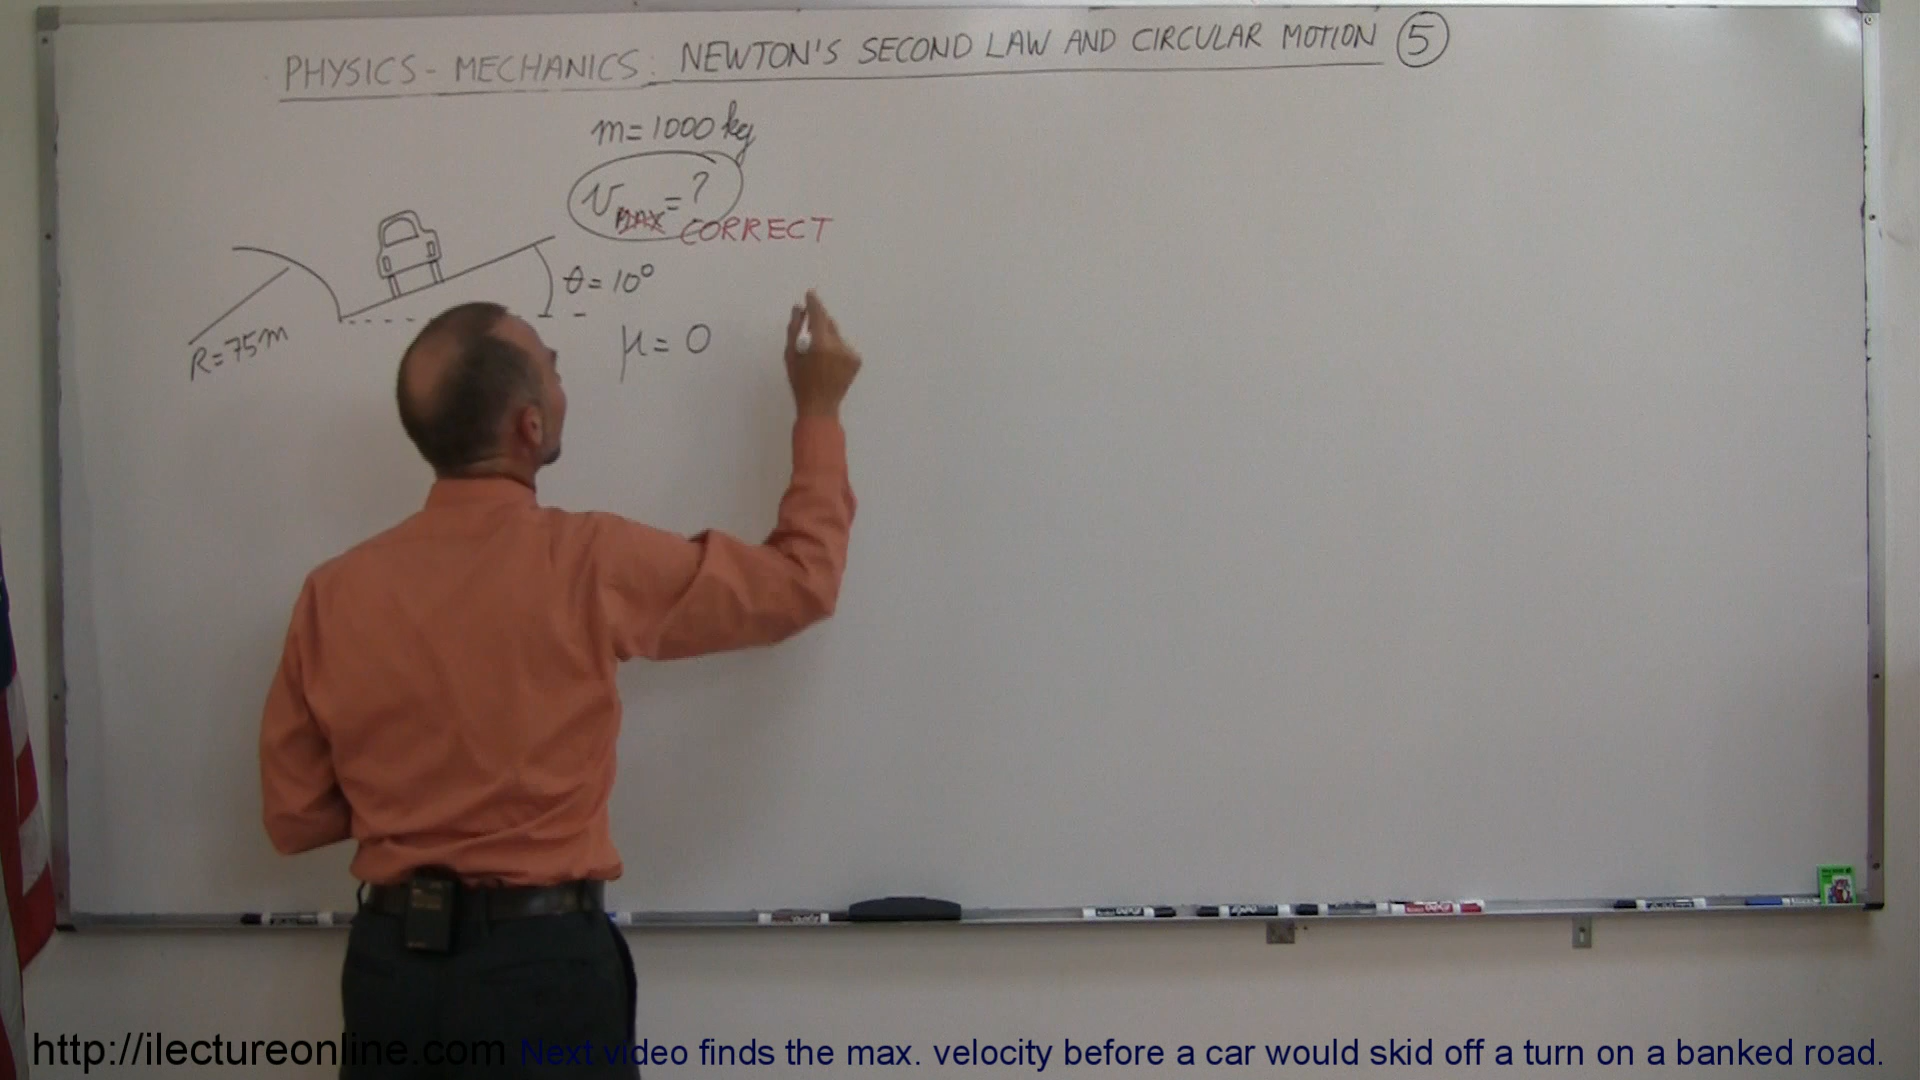 PHYSICS - MECHANICS: NEWTON'S SECOND LAW AND CIRCULAR MOTION 5
m = 1000 kg
v MAX = ?
CORRECT
θ = 10°
R = 75m
μ = 0
http://ilectureonline.com Next video finds the max. velocity before a car would skid off a turn on a banked road.